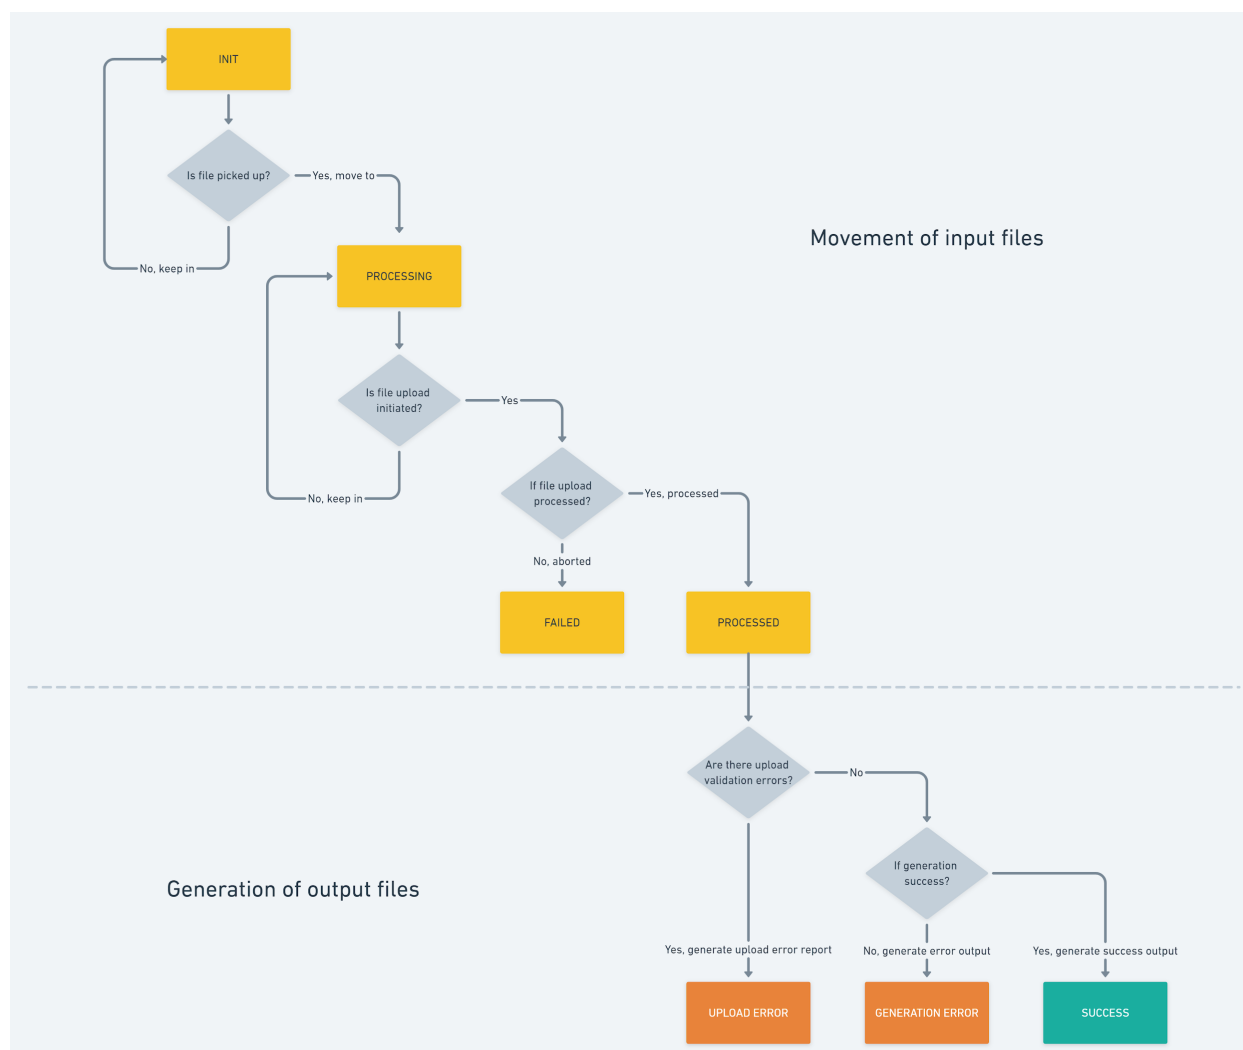 INIT
Is file picked up?
Yes, move to
No, keep in
Movement of input files
PROCESSING
Is file upload
initiated?
Yes
No, keep in
If file upload
processed?
Yes, processed
No, aborted
FAILED
PROCESSED
Are there upload
validation errors?
No
If generation
success?
Generation of output files
Yes, generate upload error report
No, generate error output
Yes, generate success output
UPLOAD ERROR
GENERATION ERROR
SUCCESS